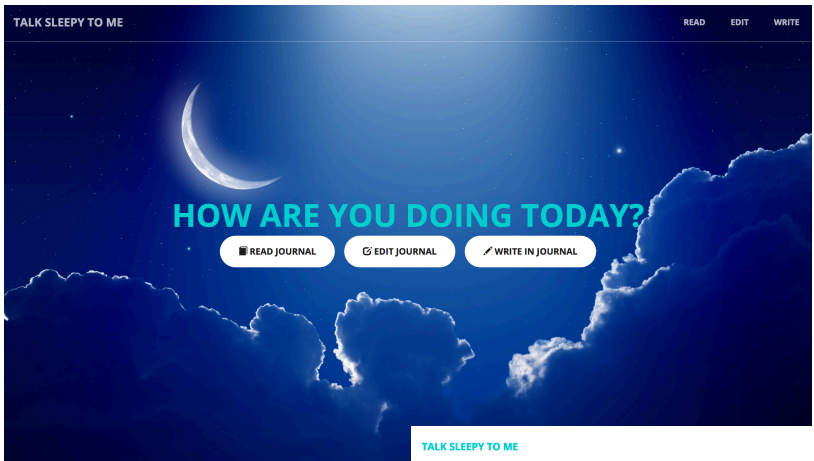 TALK SLEEPY TO ME
READ EDIT WRITE
HOW ARE YOU DOING TODAY?
READ JOURNAL EDIT JOURNAL WRITE IN JOURNAL
TALK SLEEPY TO ME